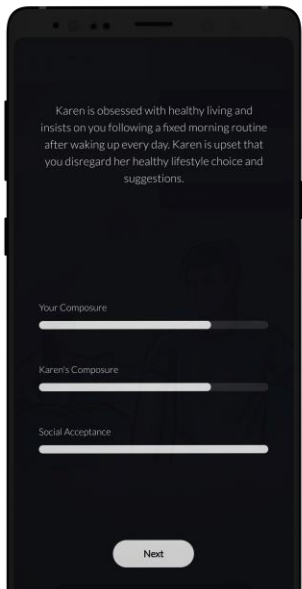 Karen is obsessed with healthy living and
insists on you following a fixed morning routine
after waking up every day. Karen is upset that
you disregard her healthy lifestyle choice and
suggestions.
Your Composure
Karen's Composure
Social Acceptance
Next